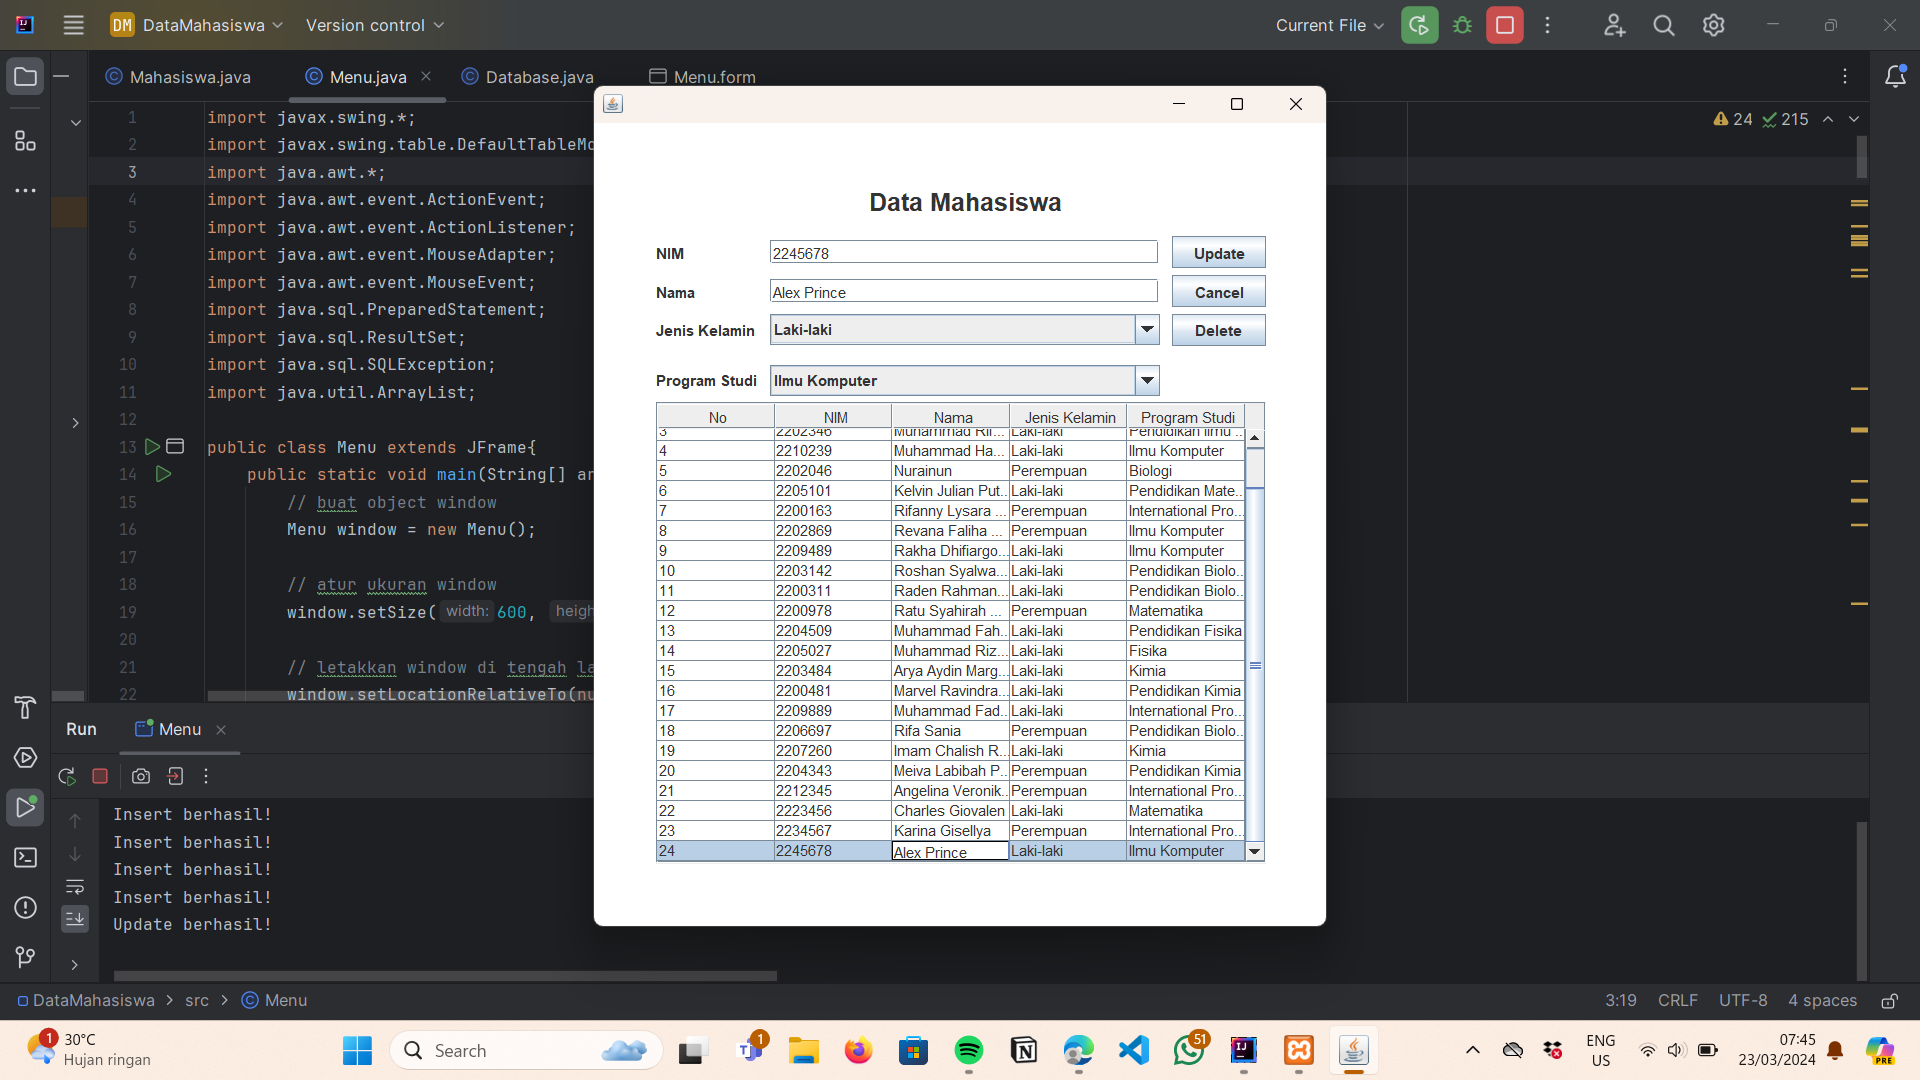 DM DataMahasiswa Version control Current File
Mahasiswa.java Menu.java Database.java Menu.form
1 import javax.swing.*;
2 import javax.swing.table.DefaultTableMo
3 import java.awt.*;
4 import java.awt.event.ActionEvent;
5 import java.awt.event.ActionListener;
6 import java.awt.event.MouseAdapter;
7 import java.awt.event.MouseEvent;
8 import java.sql.PreparedStatement;
9 import java.sql.ResultSet;
10 import java.sql.SQLException;
11 import java.util.ArrayList;
12
13 public class Menu extends JFrame{
14 public static void main(String[] ar
15 // buat object window
16 Menu window = new Menu();
17
18 // atur ukuran window
19 window.setSize( width: 600, heigh
20
21 // letakkan window di tengah la
22 window.setLocationRelativeTo(nu
24 215
Data Mahasiswa
NIM 2245678 Update
Nama Alex Prince Cancel
Jenis Kelamin Laki-laki Delete
Program Studi Ilmu Komputer
No NIM Nama Jenis Kelamin Program Studi
3 2202346 Muhammad Rif... Laki-laki Pendidikan Ilmu ...
4 2210239 Muhammad Ha... Laki-laki Ilmu Komputer
5 2202046 Nurainun Perempuan Biologi
6 2205101 Kelvin Julian Put... Laki-laki Pendidikan Mate...
7 2200163 Rifanny Lysara ... Perempuan International Pro...
8 2202869 Revana Faliha ... Perempuan Ilmu Komputer
9 2209489 Rakha Dhifiargo... Laki-laki Ilmu Komputer
10 2203142 Roshan Syalwa... Laki-laki Pendidikan Biolo...
11 2200311 Raden Rahman... Laki-laki Pendidikan Biolo...
12 2200978 Ratu Syahirah ... Perempuan Matematika
13 2204509 Muhammad Fah... Laki-laki Pendidikan Fisika
14 2205027 Muhammad Riz... Laki-laki Fisika
15 2203484 Arya Aydin Marg... Laki-laki Kimia
16 2200481 Marvel Ravindra... Laki-laki Pendidikan Kimia
17 2209889 Muhammad Fad... Laki-laki International Pro...
18 2206697 Rifa Sania Perempuan Pendidikan Biolo...
19 2207260 Imam Chalish R... Laki-laki Kimia
20 2204343 Meiva Labibah P... Perempuan Pendidikan Kimia
21 2212345 Angelina Veronik... Perempuan International Pro...
22 2223456 Charles Giovalen Laki-laki Matematika
23 2234567 Karina Gisellya Perempuan International Pro...
24 2245678 Alex Prince Laki-laki Ilmu Komputer
Run Menu
Insert berhasil!
Insert berhasil!
Insert berhasil!
Insert berhasil!
Update berhasil!
DataMahasiswa > src > Menu 3:19 CRLF UTF-8 4 spaces
1 30°C
Hujan ringan
Search
1
51
ENG
US
07:45
23/03/2024
PRE